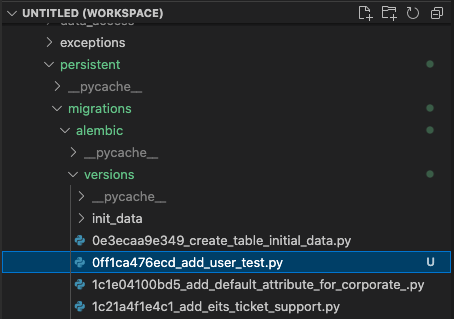 UNTITLED (WORKSPACE)
data_access
exceptions
persistent
__pycache__
migrations
alembic
__pycache__
versions
__pycache__
init_data
0e3ecaa9e349_create_table_initial_data.py
0ff1ca476ecd_add_user_test.py U
1c1e04100bd5_add_default_attribute_for_corporate_.py
1c21a4f1e4c1_add_eits_ticket_support.py